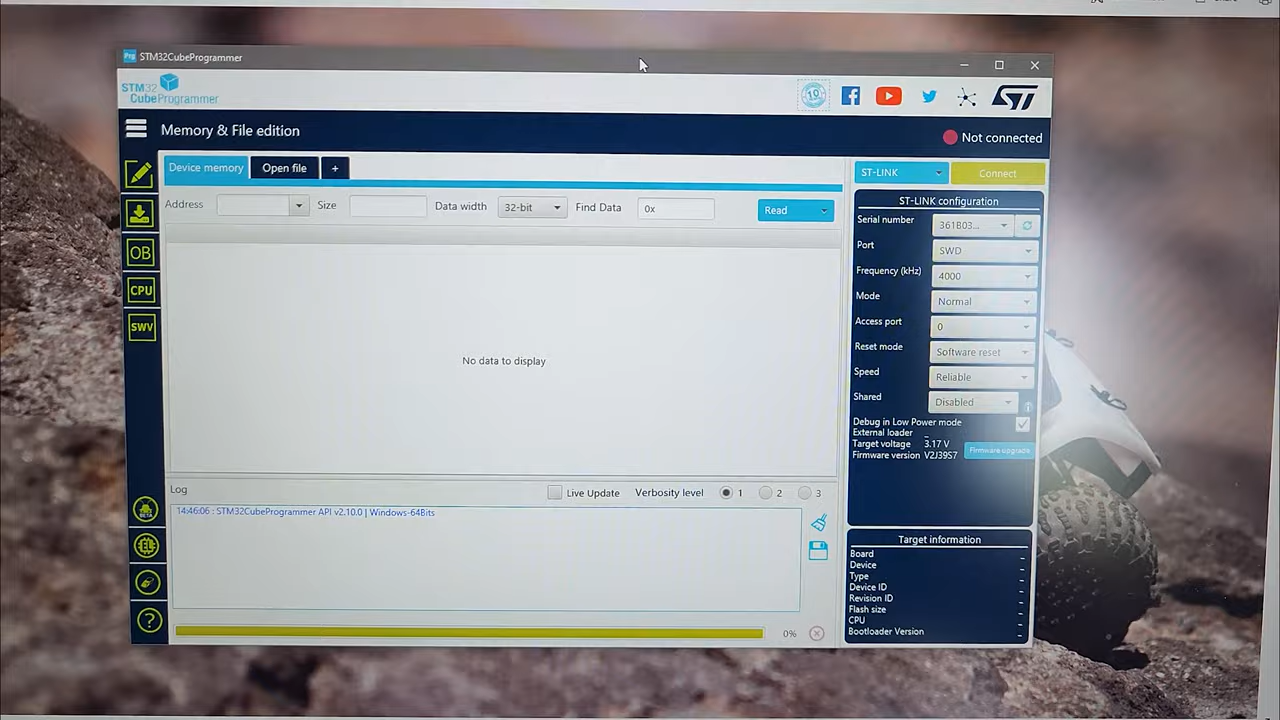 STM32CubeProgrammer
STM32
CubeProgrammer
Memory & File edition
Not connected
Device memory
Open file
+
ST-LINK
Connect
Address
Size
Data width
32-bit
Find Data
0x
Read
ST-LINK configuration
Serial number
361B03...
Port
SWD
Frequency (kHz)
4000
Mode
Normal
Access port
0
Reset mode
Software reset
Speed
Reliable
Shared
Disabled
Debug in Low Power mode
External loader
_
Target voltage
3.17 V
Firmware version
V2J39S7
Firmware upgrade
OB
CPU
SWV
No data to display
Log
Live Update
Verbosity level
1
2
3
14:46:06 : STM32CubeProgrammer API v2.10.0 | Windows-64Bits
0%
Target information
Board
Device
Type
Device ID
Revision ID
Flash size
CPU
Bootloader Version
BETA
?